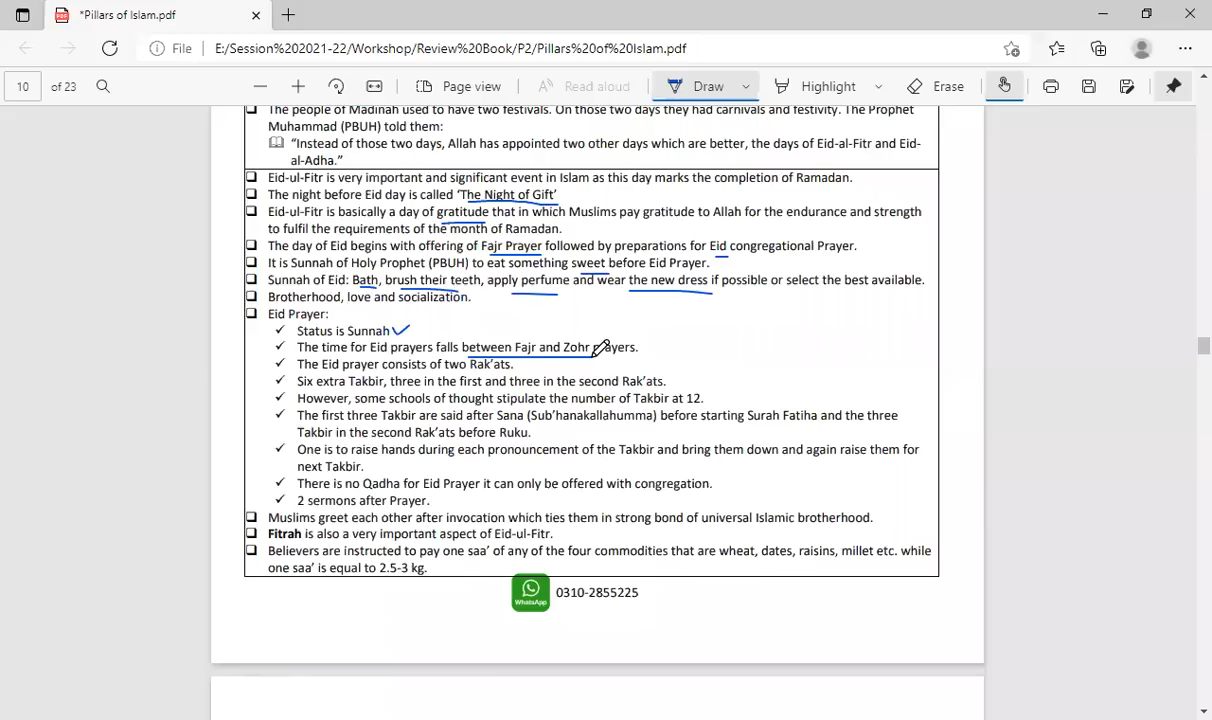 *Pillars of Islam.pdf
File E:/Session%202021-22/Workshop/Review%20Book/P2/Pillars%20of%20Islam.pdf
10 of 23 Page view Read aloud Draw Highlight Erase
The people of Madinah used to have two festivals. On those two days they had carnivals and festivity. The Prophet
Muhammad (PBUH) told them:
“Instead of those two days, Allah has appointed two other days which are better, the days of Eid-al-Fitr and Eid-
al-Adha.”
Eid-ul-Fitr is very important and significant event in Islam as this day marks the completion of Ramadan.
The night before Eid day is called ‘The Night of Gift’
Eid-ul-Fitr is basically a day of gratitude that in which Muslims pay gratitude to Allah for the endurance and strength
to fulfil the requirements of the month of Ramadan.
The day of Eid begins with offering of Fajr Prayer followed by preparations for Eid congregational Prayer.
It is Sunnah of Holy Prophet (PBUH) to eat something sweet before Eid Prayer.
Sunnah of Eid: Bath, brush their teeth, apply perfume and wear the new dress if possible or select the best available.
Brotherhood, love and socialization.
Eid Prayer:
✓ Status is Sunnah
✓ The time for Eid prayers falls between Fajr and Zohr prayers.
✓ The Eid prayer consists of two Rak’ats.
✓ Six extra Takbir, three in the first and three in the second Rak’ats.
✓ However, some schools of thought stipulate the number of Takbir at 12.
✓ The first three Takbir are said after Sana (Sub’hanakallahumma) before starting Surah Fatiha and the three
Takbir in the second Rak’ats before Ruku.
✓ One is to raise hands during each pronouncement of the Takbir and bring them down and again raise them for
next Takbir.
✓ There is no Qadha for Eid Prayer it can only be offered with congregation.
✓ 2 sermons after Prayer.
Muslims greet each other after invocation which ties them in strong bond of universal Islamic brotherhood.
Fitrah is also a very important aspect of Eid-ul-Fitr.
Believers are instructed to pay one saa’ of any of the four commodities that are wheat, dates, raisins, millet etc. while
one saa’ is equal to 2.5-3 kg.
WhatsApp 0310-2855225